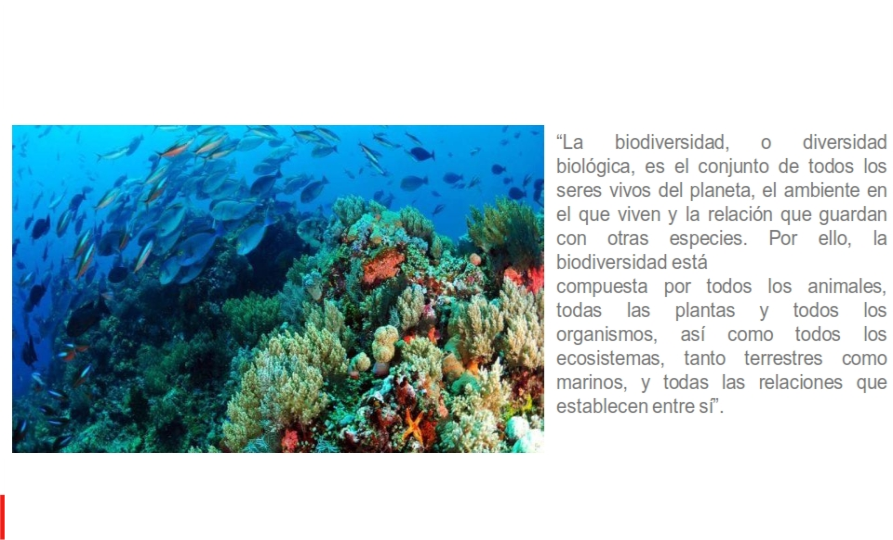 “La biodiversidad, o diversidad
biológica, es el conjunto de todos los
seres vivos del planeta, el ambiente en
el que viven y la relación que guardan
con otras especies. Por ello, la
biodiversidad está
compuesta por todos los animales,
todas las plantas y todos los
organismos, así como todos los
ecosistemas, tanto terrestres como
marinos, y todas las relaciones que
establecen entre sí”.